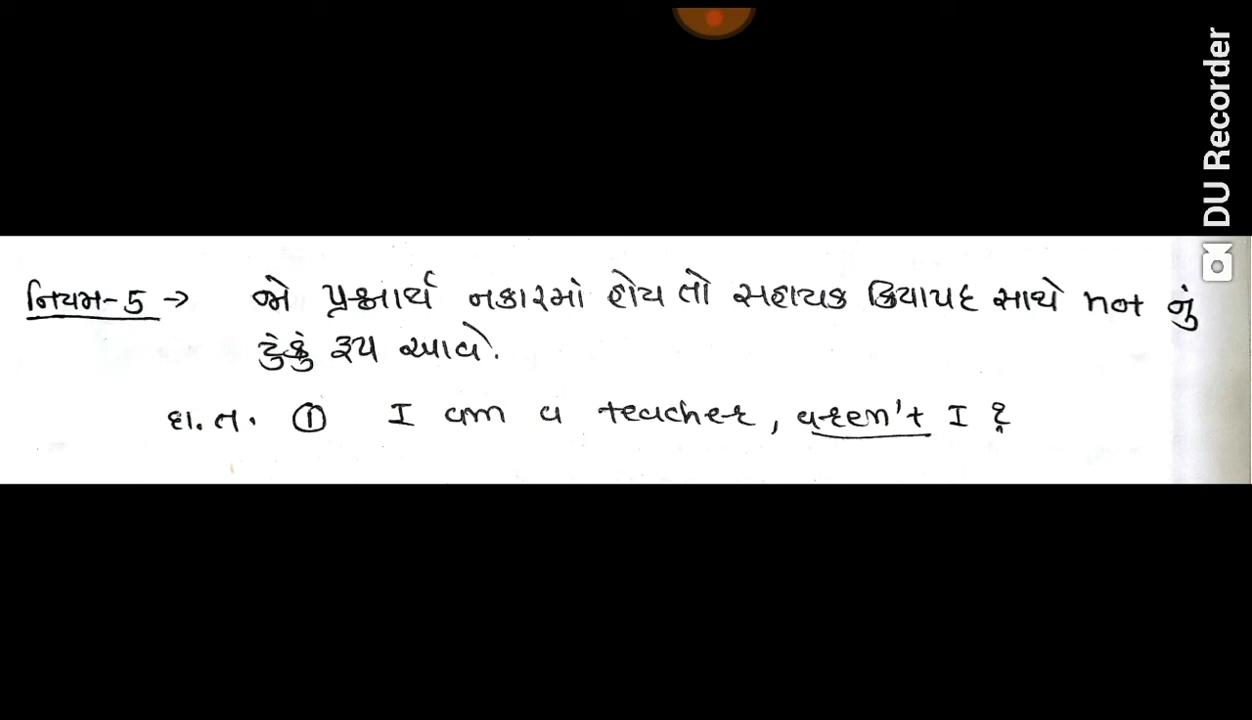 નિયમ-5 → જો પ્રશ્નાર્થ નકારમાં હોય તો સહાયક ક્રિયાપદ સાથે not નું
ટુંકું રૂપ આવે.
દા.ત. ① I am a teacher, aren't I ?
DU Recorder